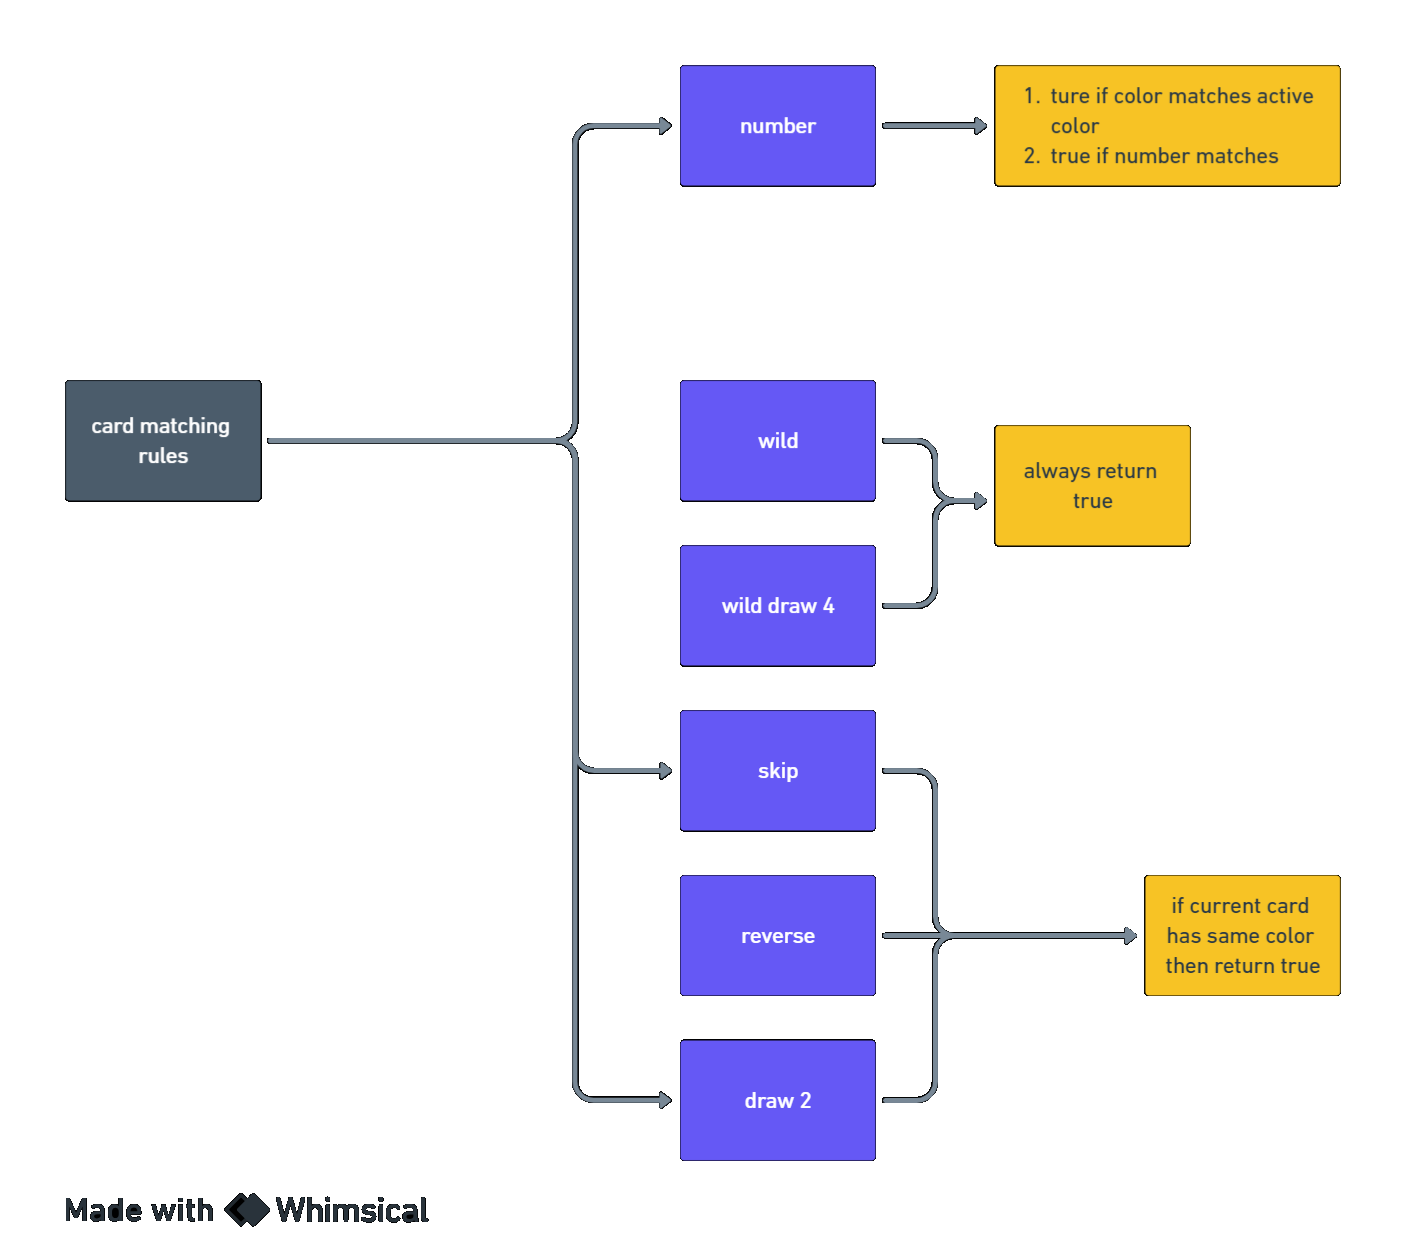 number
1. ture if color matches active
color
2. true if number matches
card matching
rules
wild
always return
true
wild draw 4
skip
reverse
if current card
has same color
then return true
draw 2
Made with Whimsical